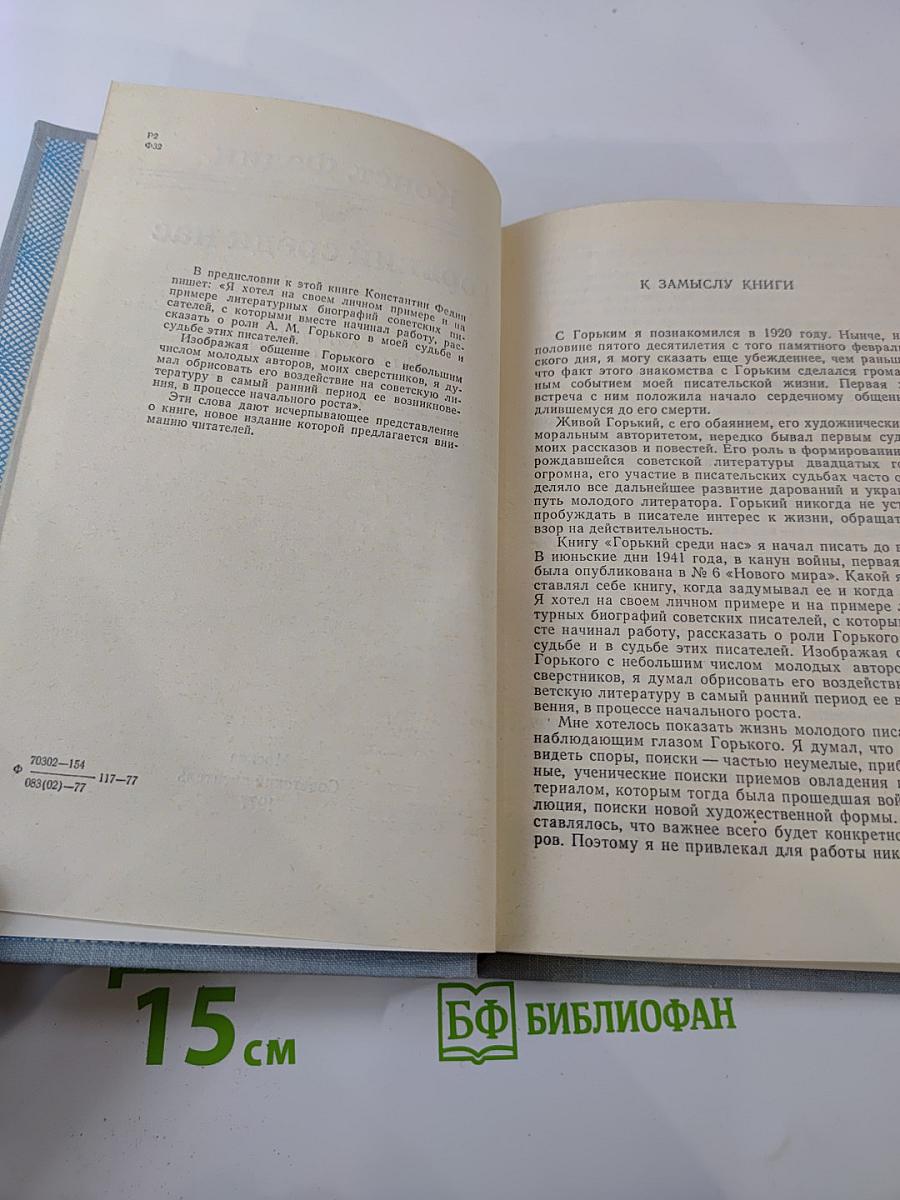 Р2
Ф32
В предисловии к этой книге Константин Федин
пишет: «Я хотел на своем личном примере и на
примере литературных биографий советских пи-
сателей, с которыми вместе начинал работу, рас-
сказать о роли А. М. Горького в моей судьбе и
судьбе этих писателей.
Изображая общение Горького с небольшим
числом молодых авторов, моих сверстников, я ду-
мал обрисовать его воздействие на советскую ли-
тературу в самый ранний период ее возникнове-
ния, в процессе начального роста».
Эти слова дают исчерпывающее представление
о книге, новое издание которой предлагается вни-
манию читателей.
Ф 70302—154
083(02)—77 117—77
К ЗАМЫСЛУ КНИГИ
С Горьким я познакомился в 1920 году. Нынче, н
половине пятого десятилетия с того памятного феврал
ского дня, я могу сказать еще убежденнее, чем раньш
что факт этого знакомства с Горьким сделался грома
ным событием моей писательской жизни. Первая
встреча с ним положила начало сердечному общен
длившемуся до его смерти.
Живой Горький, с его обаянием, его художнически
моральным авторитетом, нередко бывал первым суд
моих рассказов и повестей. Его роль в формировании
рождавшейся советской литературы двадцатых го
огромна, его участие в писательских судьбах часто о
деляло все дальнейшее развитие дарований и укра
путь молодого литератора. Горький никогда не уст
пробуждать в писателе интерес к жизни, обращат
взор на действительность.
Книгу «Горький среди нас» я начал писать до в
В июньские дни 1941 года, в канун войны, первая
была опубликована в № 6 «Нового мира». Какой я
ставлял себе книгу, когда задумывал ее и когда
Я хотел на своем личном примере и на примере л
турных биографий советских писателей, с которы
сте начинал работу, рассказать о роли Горького
судьбе и в судьбе этих писателей. Изображая о
Горького с небольшим числом молодых авторо
сверстников, я думал обрисовать его воздействи
ветскую литературу в самый ранний период ее в
вения, в процессе начального роста.
Мне хотелось показать жизнь молодого писа
наблюдающим глазом Горького. Я думал, что
видеть споры, поиски — частью неумелые, приб
ные, ученические поиски приемов овладения
териалом, которым тогда была прошедшая вой
люция, поиски новой художественной формы.
ставлялось, что важнее всего будет конкретно
ров. Поэтому я не привлекал для работы ник
15 см
БФ БИБЛИОФАН